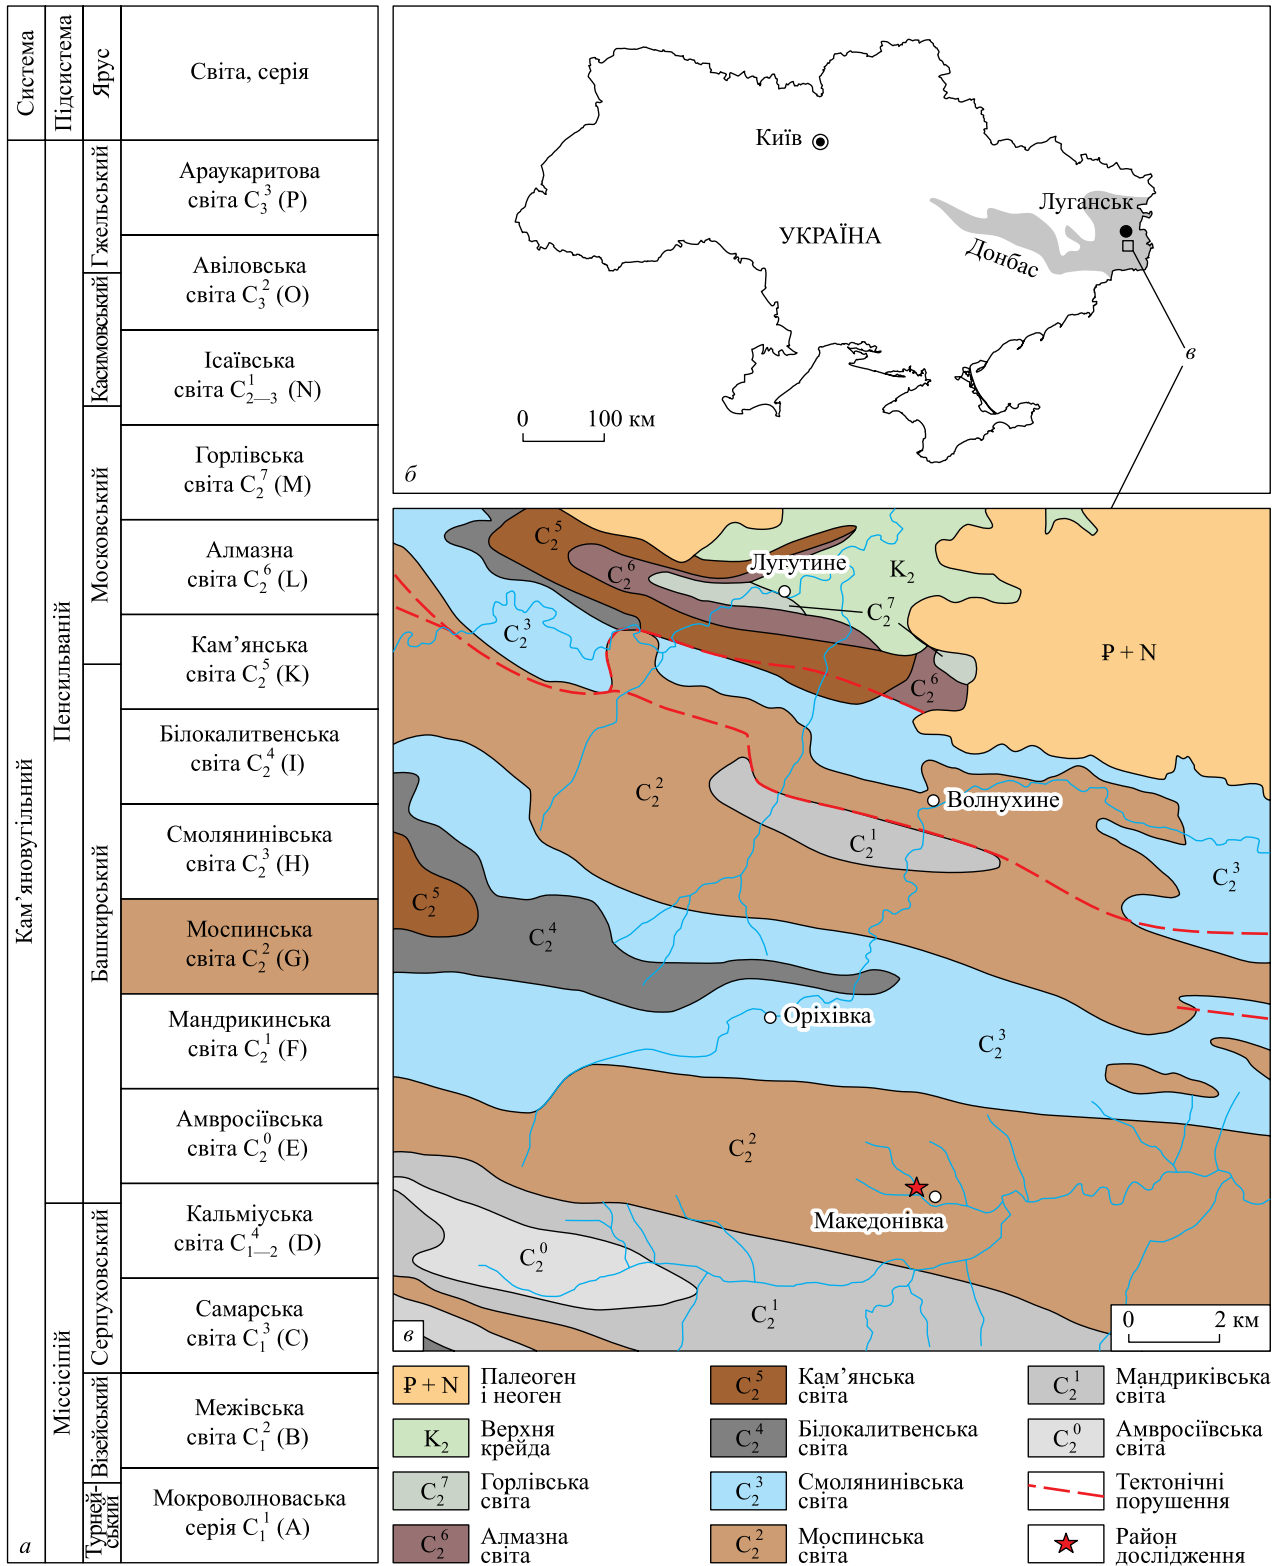 Система
Підсистема
Ярус
Світа, серія
Кам’яновугільний
Пенсильваній
Міссісіпій
Гжельський
Касимовський
Московський
Башкирський
Серпуховський
Візейський
Турней-
ський
Араукаритова
світа C₃³ (P)
Авіловська
світа C₃² (O)
Ісаївська
світа C₂—₃¹ (N)
Горлівська
світа C₂⁷ (M)
Алмазна
світа C₂⁶ (L)
Кам’янська
світа C₂⁵ (K)
Білокалитвенська
світа C₂⁴ (I)
Смолянинівська
світа C₂³ (H)
Моспинська
світа C₂² (G)
Мандрикинська
світа C₂¹ (F)
Амвросіївська
світа C₂⁰ (E)
Кальміуська
світа C₁—₂⁴ (D)
Самарська
світа C₁³ (C)
Межівська
світа C₁² (B)
Мокроволноваська
серія C₁¹ (A)
а
Київ
Луганськ
УКРАЇНА
Донбас
в
0 100 км
б
C₂⁵
Лугутине
C₂⁶
K₂
C₂⁷
C₂³
₽ + N
C₂⁶
C₂²
Волнухине
C₂¹
C₂³
C₂⁵
C₂⁴
Оріхівка
C₂³
C₂²
Македонівка
C₂⁰
C₂¹
0 2 км
в
₽ + N Палеоген
і неоген
K₂ Верхня
крейда
C₂⁷ Горлівська
світа
C₂⁶ Алмазна
світа
C₂⁵ Кам’янська
світа
C₂⁴ Білокалитвенська
світа
C₂³ Смолянинівська
світа
C₂² Моспинська
світа
C₂¹ Мандриківська
світа
C₂⁰ Амвросіївська
світа
Тектонічні
порушення
Район
дослідження